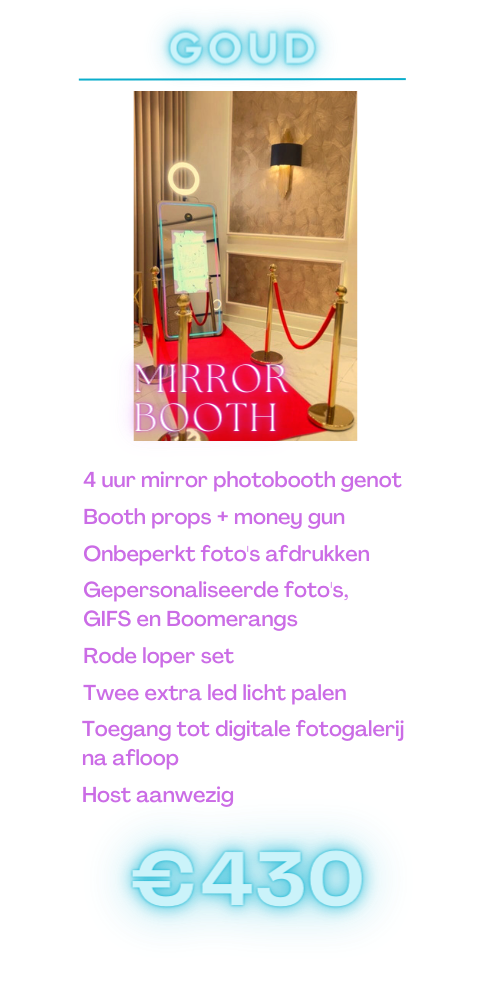 GOUD
MIRROR
BOOTH
4 uur mirror photobooth genot
Booth props + money gun
Onbeperkt foto's afdrukken
Gepersonaliseerde foto's,
GIFS en Boomerangs
Rode loper set
Twee extra led licht palen
Toegang tot digitale fotogalerij
na afloop
Host aanwezig
€430